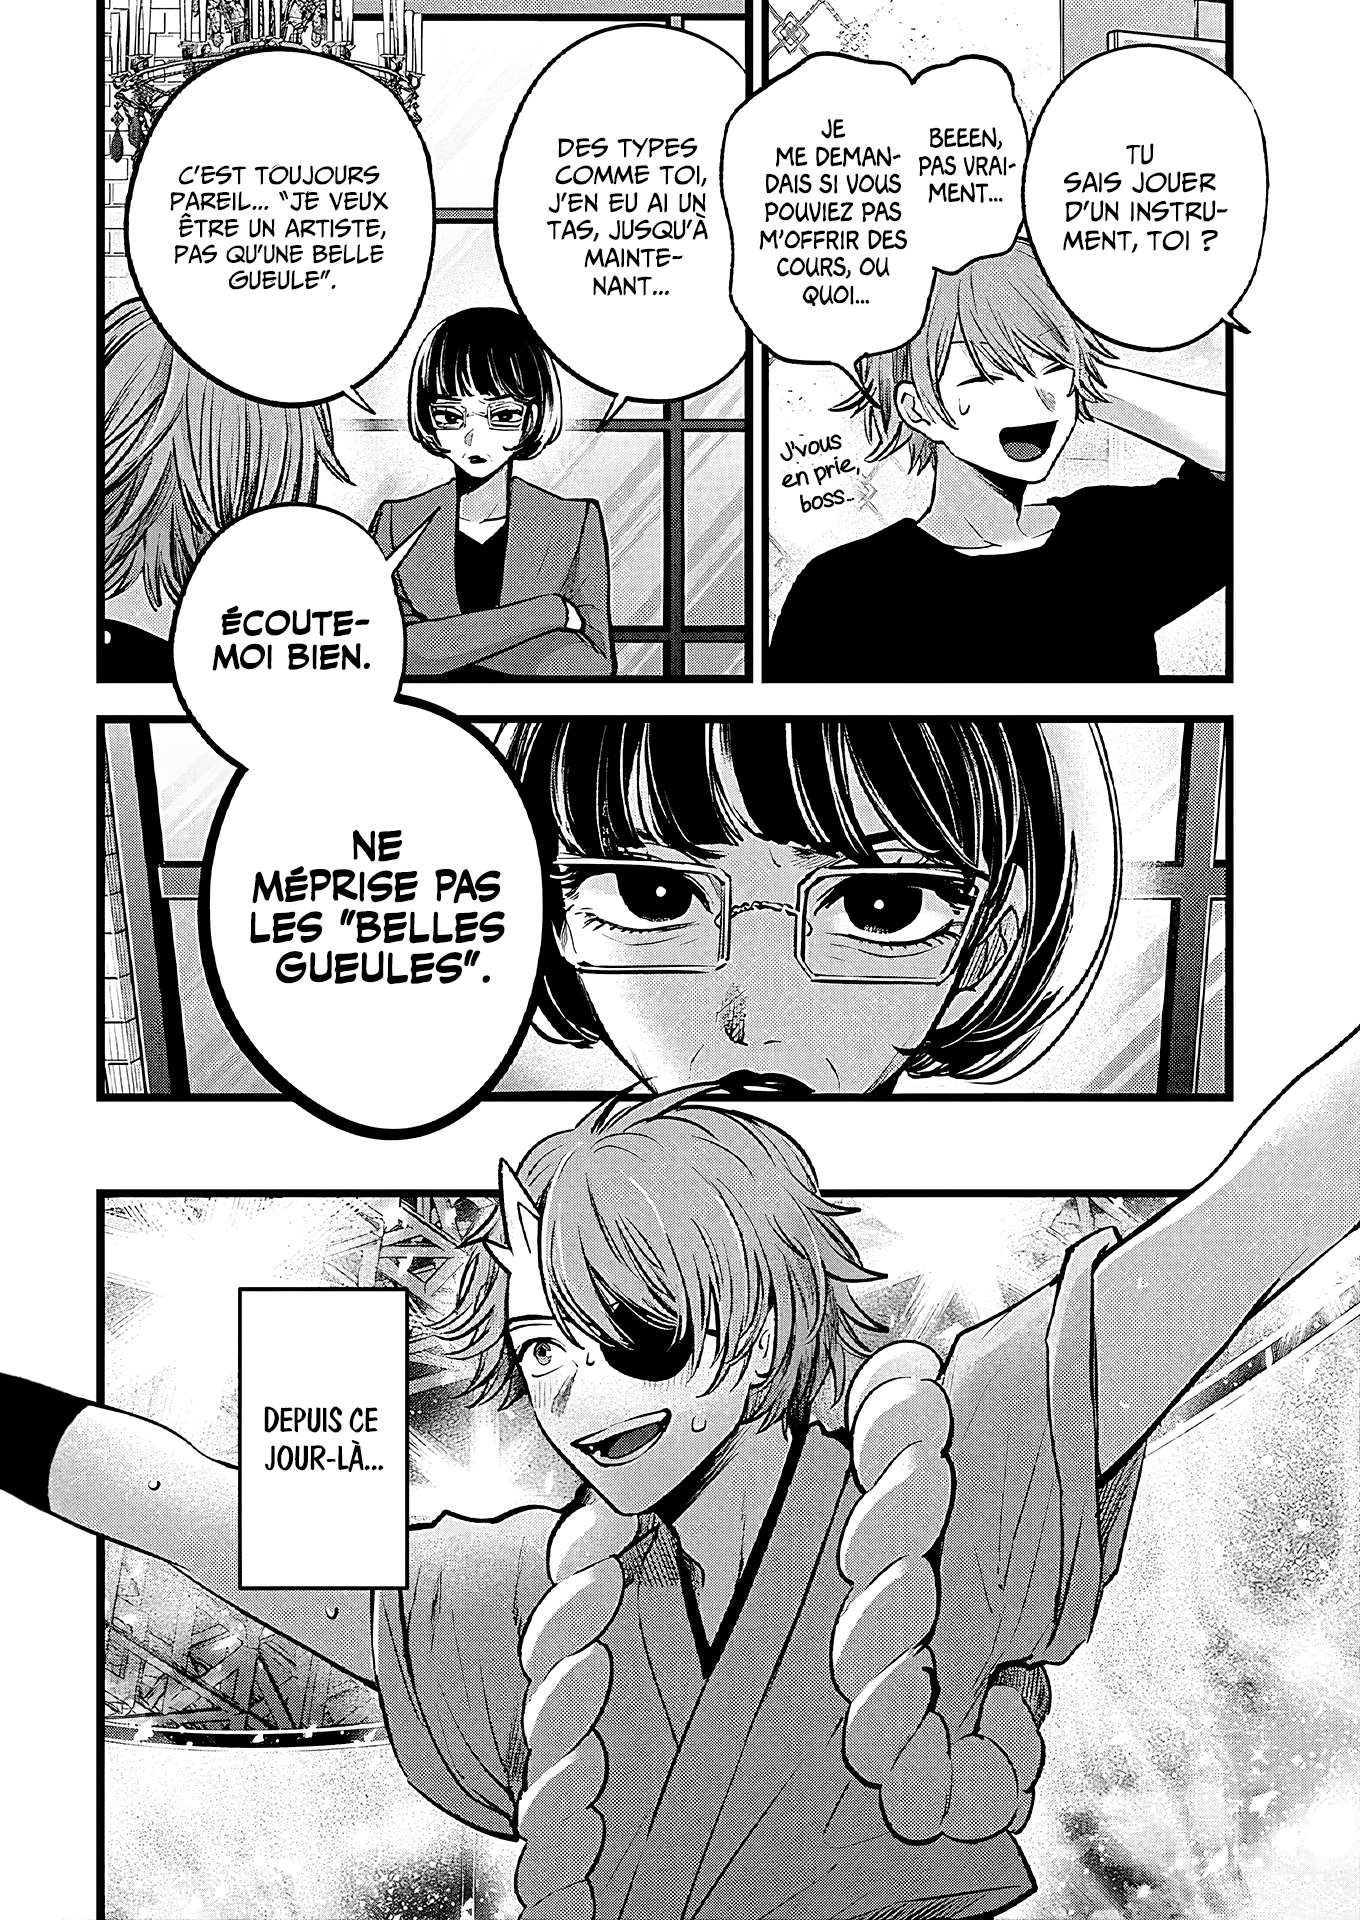 TU
SAIS JOUER
D'UN INSTRU-
MENT, TOI ?
BEEEN,
PAS VRAI-
MENT...
JE
ME DEMAN-
DAIS SI VOUS
POUVIEZ PAS
M'OFFRIR DES
COURS, OU
QUOI...
J'vous
en prie,
boss...
DES TYPES
COMME TOI,
J'EN EU AI UN
TAS, JUSQU'À
MAINTE-
NANT...
C'EST TOUJOURS
PAREIL... "JE VEUX
ÊTRE UN ARTISTE,
PAS QU'UNE BELLE
GUEULE".
ÉCOUTE-
MOI BIEN.
NE
MÉPRISE PAS
LES "BELLES
GUEULES".
DEPUIS CE
JOUR-LÀ...